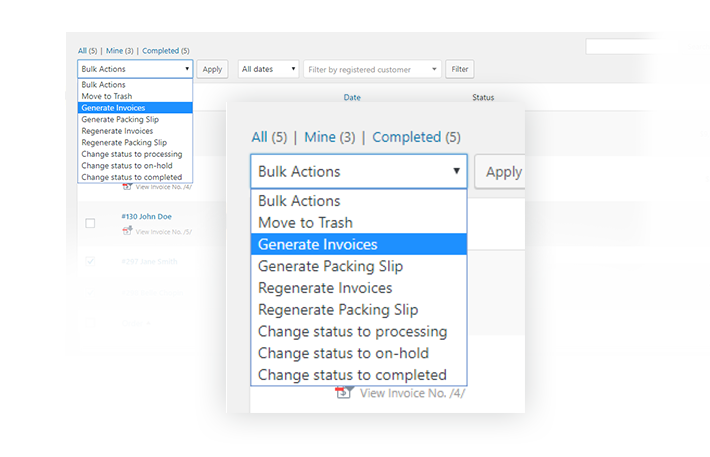 All (5) | Mine (3) | Completed (5)
Bulk Actions Apply All dates Filter by registered customer Filter
Bulk Actions
Move to Trash
Generate Invoices
Generate Packing Slip
Regenerate Invoices
Regenerate Packing Slip
Change status to processing
Change status to on-hold
Change status to completed
Date Status
View Invoice No. /4/
#130 John Doe
View Invoice No. /5/
All (5) | Mine (3) | Completed (5)
Bulk Actions Apply
Bulk Actions
Move to Trash
Generate Invoices
Generate Packing Slip
Regenerate Invoices
Regenerate Packing Slip
Change status to processing
Change status to on-hold
Change status to completed
View Invoice No. /4/